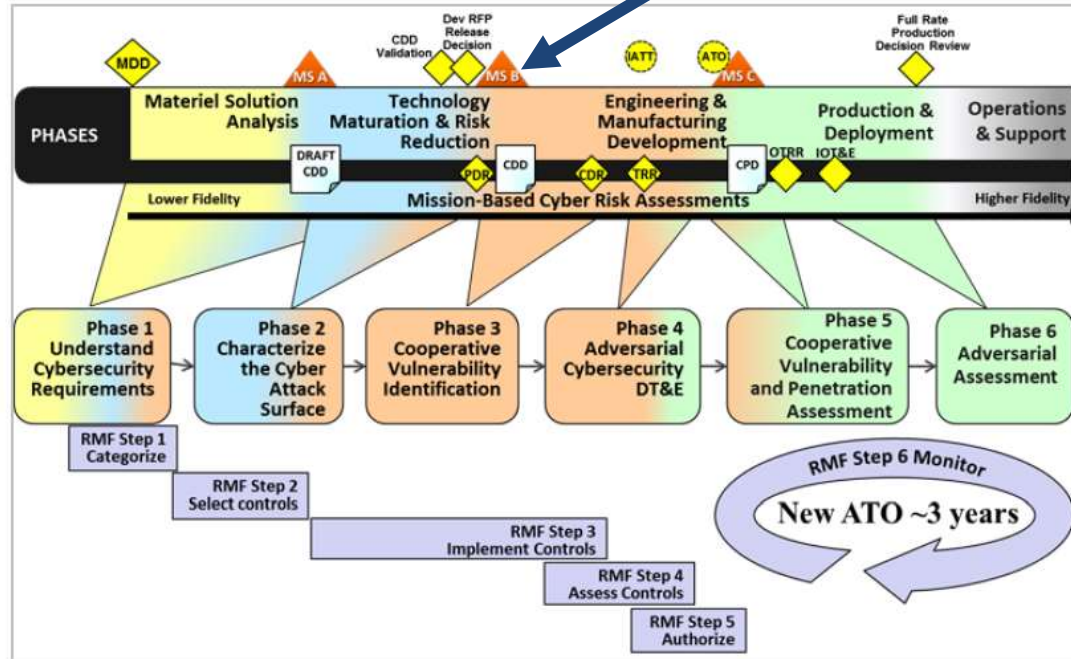 Dev RFP
Release
Decision
CDD
Validation
Full Rate
Production
Decision Review
MDD
MS A
MS B
IATT
ATO
MS C
PHASES
Materiel Solution
Analysis
Technology
Maturation & Risk
Reduction
Engineering &
Manufacturing
Development
Production &
Deployment
Operations
& Support
DRAFT
CDD
PDR
CDD
CDR
TRR
CPD
OTRR
IOT&E
Lower Fidelity
Mission-Based Cyber Risk Assessments
Higher Fidelity
Phase 1
Understand
Cybersecurity
Requirements
Phase 2
Characterize
the Cyber
Attack
Surface
Phase 3
Cooperative
Vulnerability
Identification
Phase 4
Adversarial
Cybersecurity
DT&E
Phase 5
Cooperative
Vulnerability
and Penetration
Assessment
Phase 6
Adversarial
Assessment
RMF Step 1
Categorize
RMF Step 2
Select controls
RMF Step 3
Implement Controls
RMF Step 4
Assess Controls
RMF Step 5
Authorize
RMF Step 6 Monitor
New ATO ~3 years